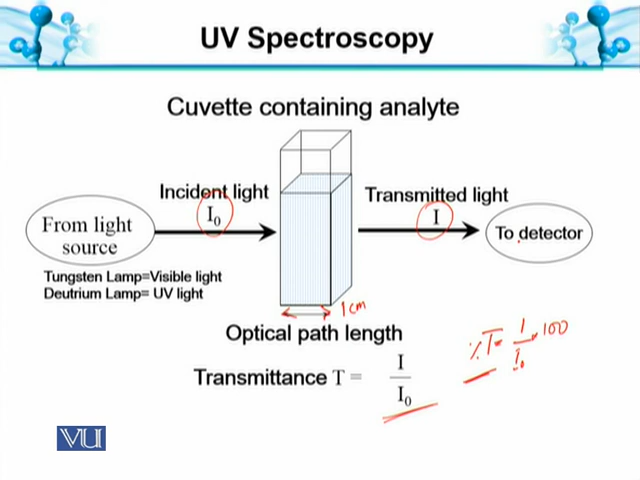 UV Spectroscopy
Cuvette containing analyte
Incident light
I₀
Transmitted light
I
From light
source
To detector
Tungsten Lamp=Visible light
Deutrium Lamp= UV light
1cm
Optical path length
Transmittance T = I / I₀
%T = I / I₀ × 100
VU